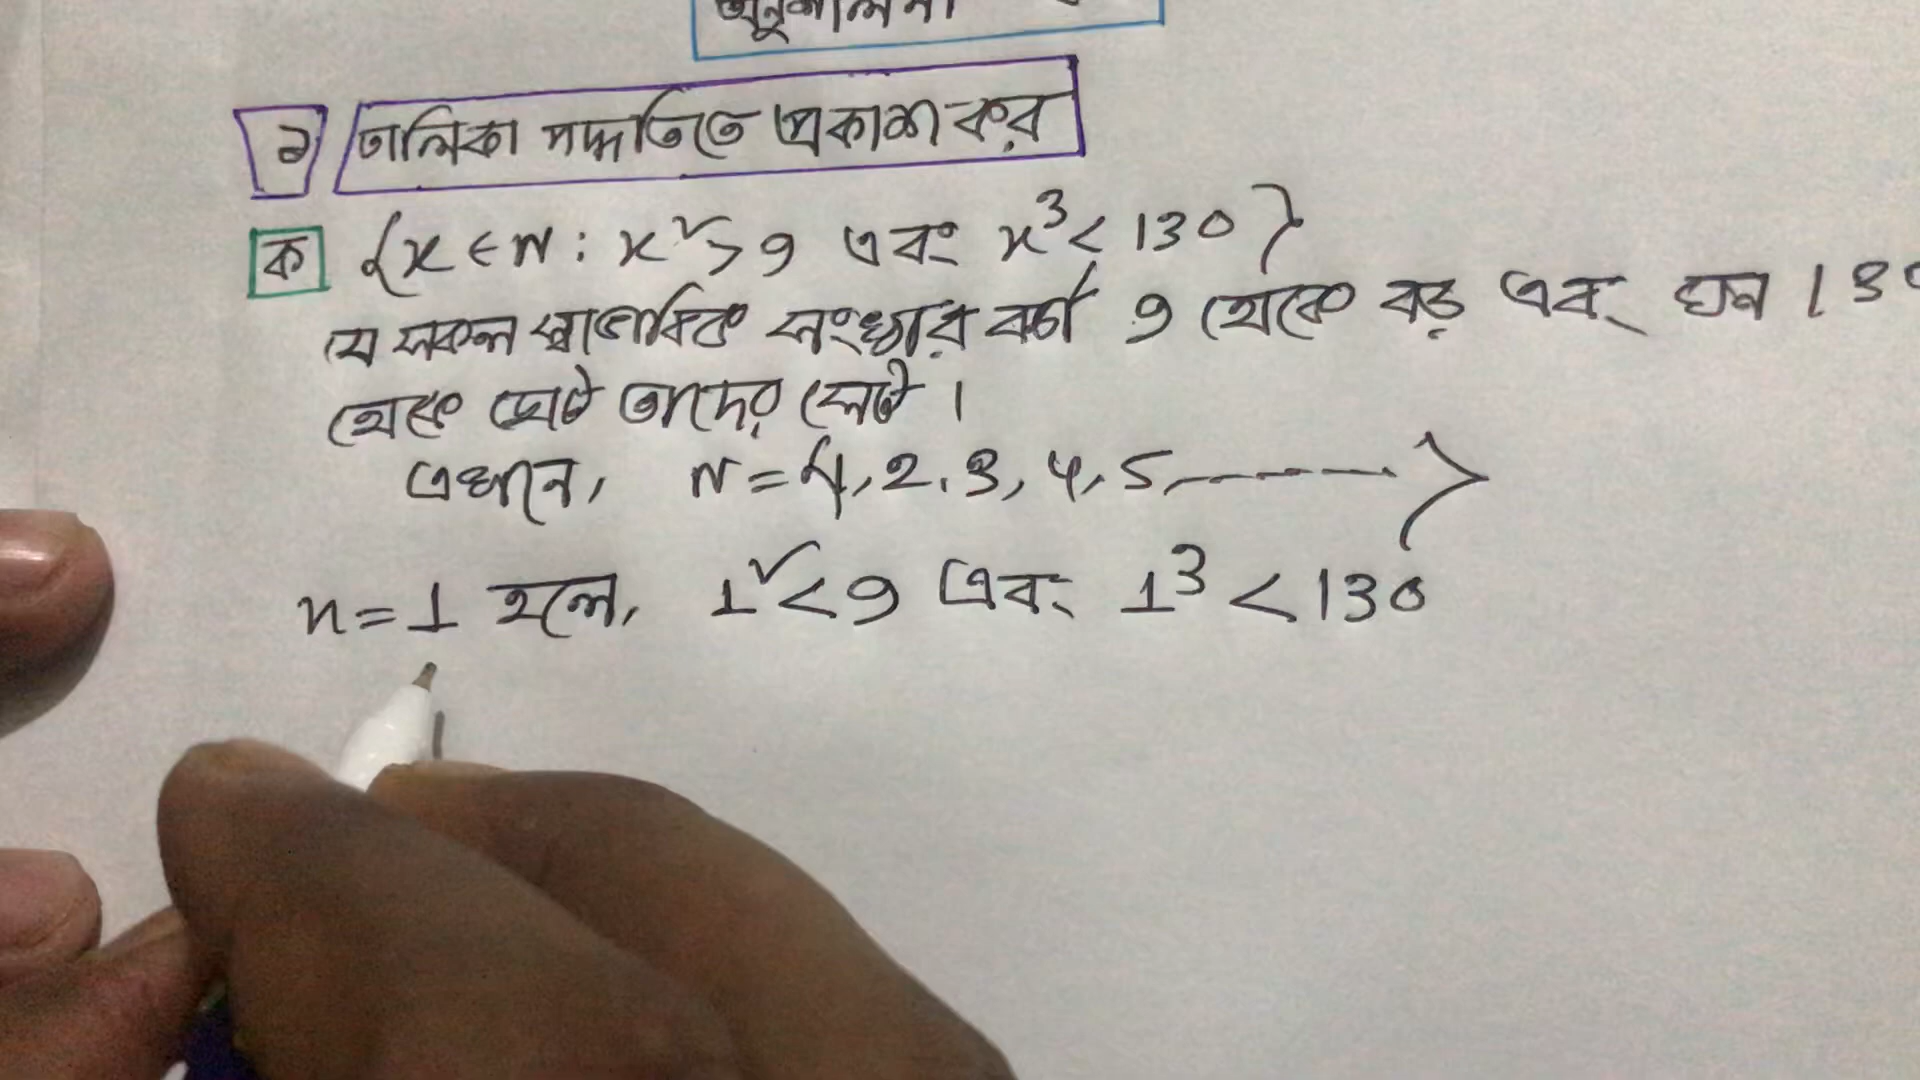 অনুশীলনী
১ তালিকা পদ্ধতিতে প্রকাশ কর
ক {x ∈ N : x² > 9 এবং x³ < 130}
যে সকল স্বাভাবিক সংখ্যার বর্গ 9 থেকে বড় এবং ঘন 130
থেকে ছোট তাদের সেট।
এখানে, N = {1, 2, 3, 4, 5, ------}
x = 1 হলে, 1² < 9 এবং 1³ < 130